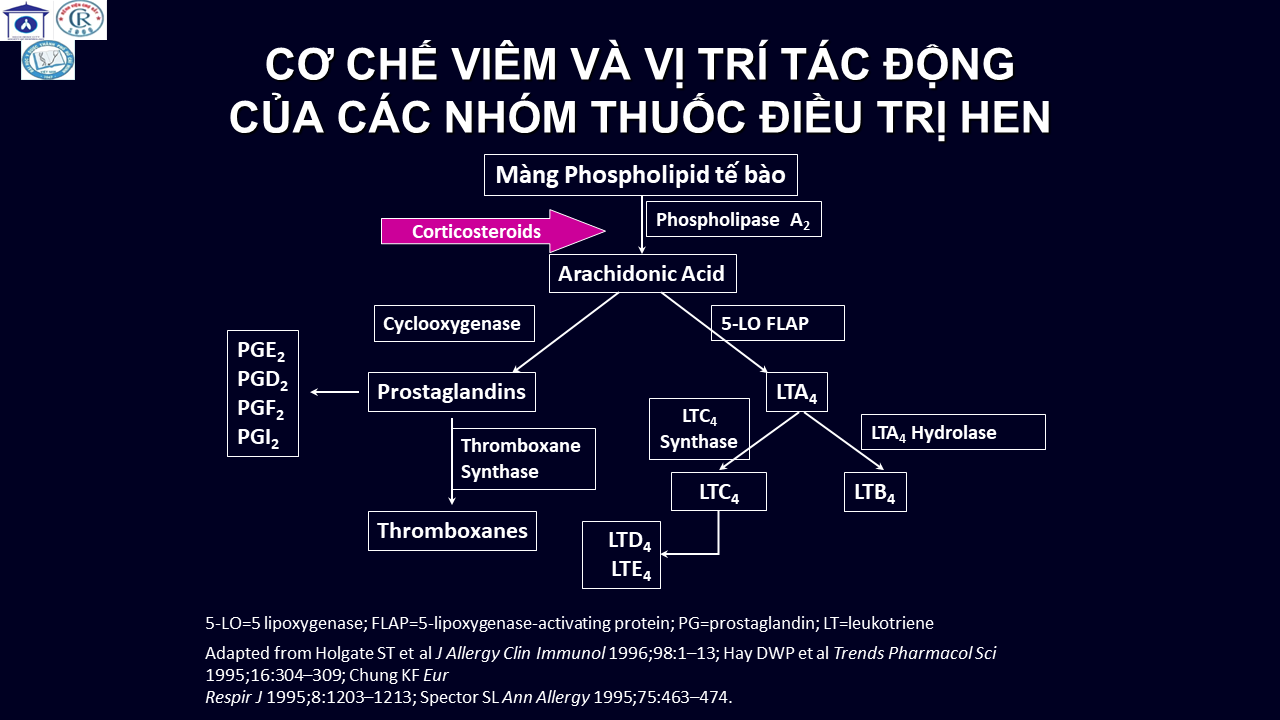 CƠ CHẾ VIÊM VÀ VỊ TRÍ TÁC ĐỘNG
CỦA CÁC NHÓM THUỐC ĐIỀU TRỊ HEN
Màng Phospholipid tế bào
Phospholipase A₂
Corticosteroids
Arachidonic Acid
Cyclooxygenase
5-LO FLAP
PGE₂
PGD₂
PGF₂
PGI₂
Prostaglandins
LTA₄
LTC₄
Synthase
LTA₄ Hydrolase
Thromboxane
Synthase
LTC₄
LTB₄
Thromboxanes
LTD₄
LTE₄
5-LO=5 lipoxygenase; FLAP=5-lipoxygenase-activating protein; PG=prostaglandin; LT=leukotriene
Adapted from Holgate ST et al J Allergy Clin Immunol 1996;98:1–13; Hay DWP et al Trends Pharmacol Sci
1995;16:304–309; Chung KF Eur
Respir J 1995;8:1203–1213; Spector SL Ann Allergy 1995;75:463–474.